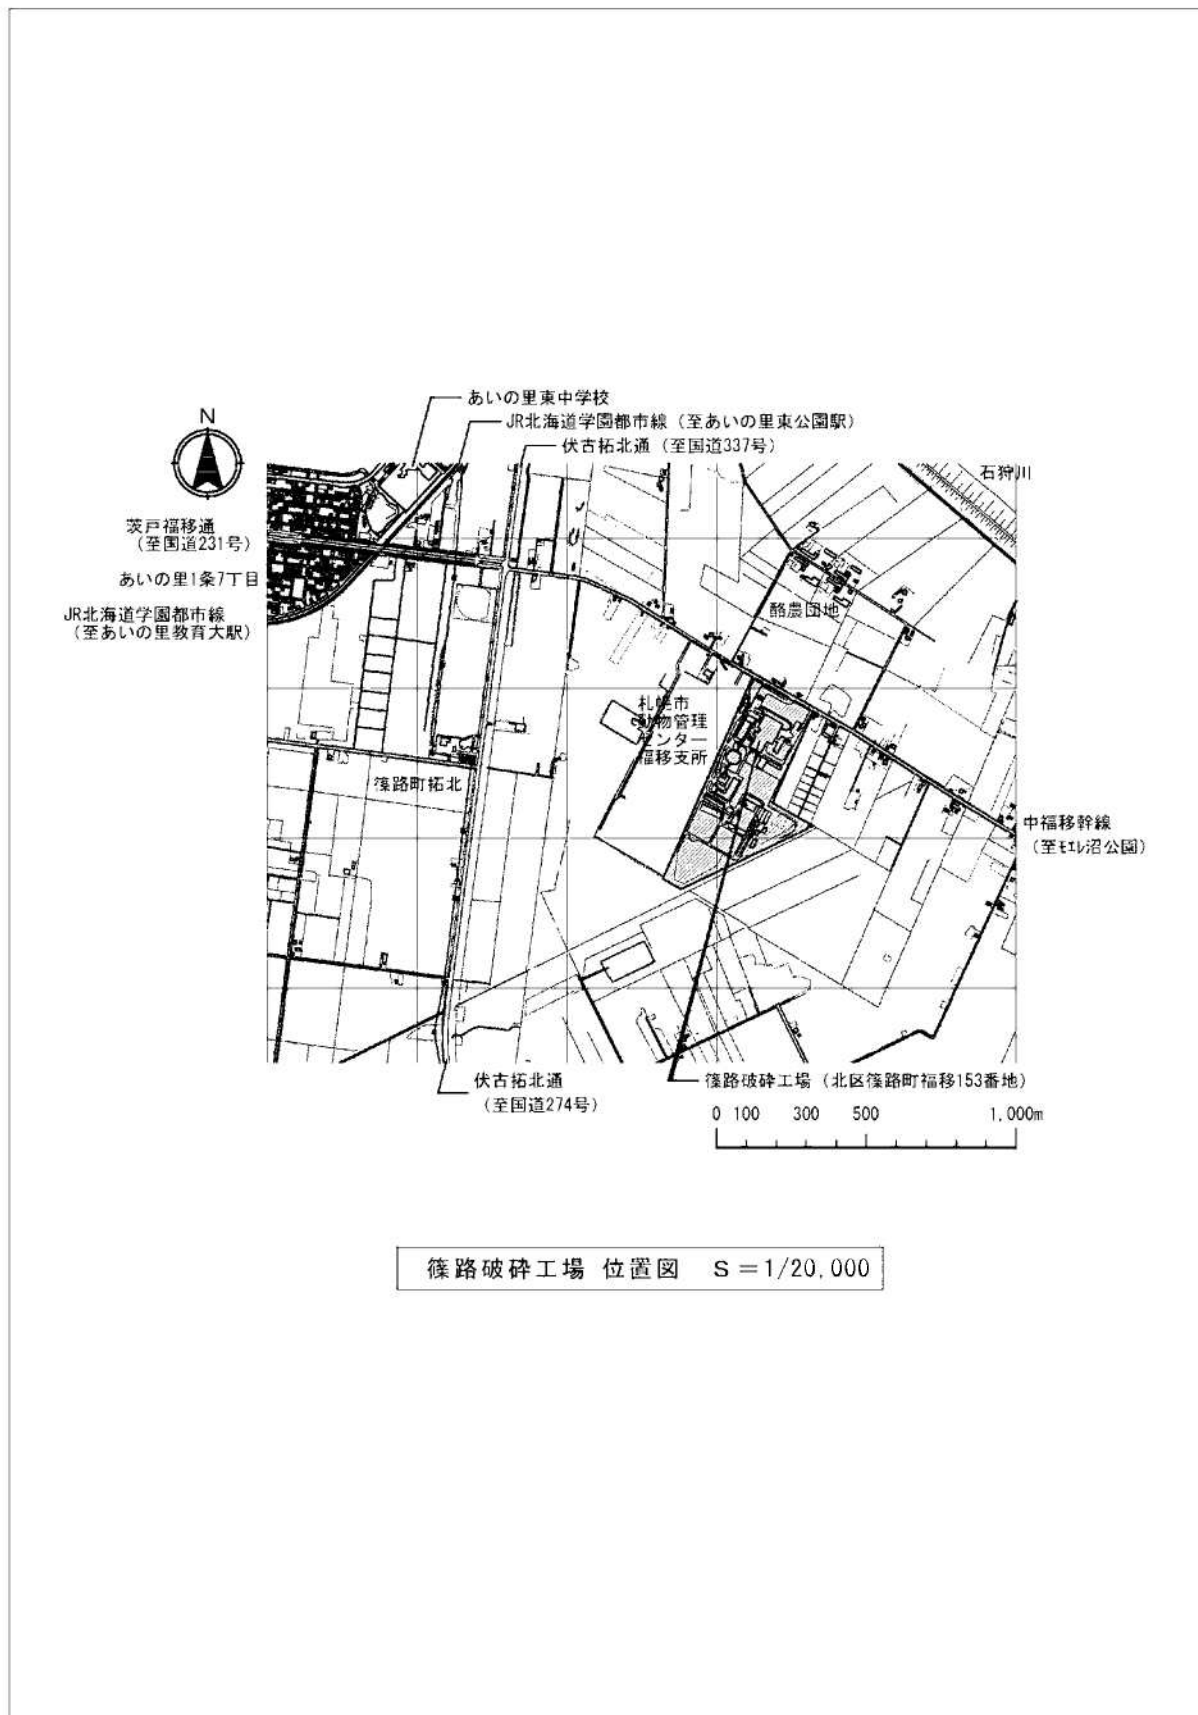 あいの里東中学校
N
JR北海道学園都市線（至あいの里東公園駅）
伏古拓北通（至国道337号）
石狩川
茨戸福移通
（至国道231号）
あいの里1条7丁目
JR北海道学園都市線
（至あいの里教育大駅）
酪農団地
札幌市
動物管理
センター
福移支所
篠路町拓北
中福移幹線
（至ﾓｴﾚ沼公園）
伏古拓北通
（至国道274号）
篠路破砕工場（北区篠路町福移153番地）
0 100 300 500 1,000m
篠路破砕工場 位置図 S＝1/20,000